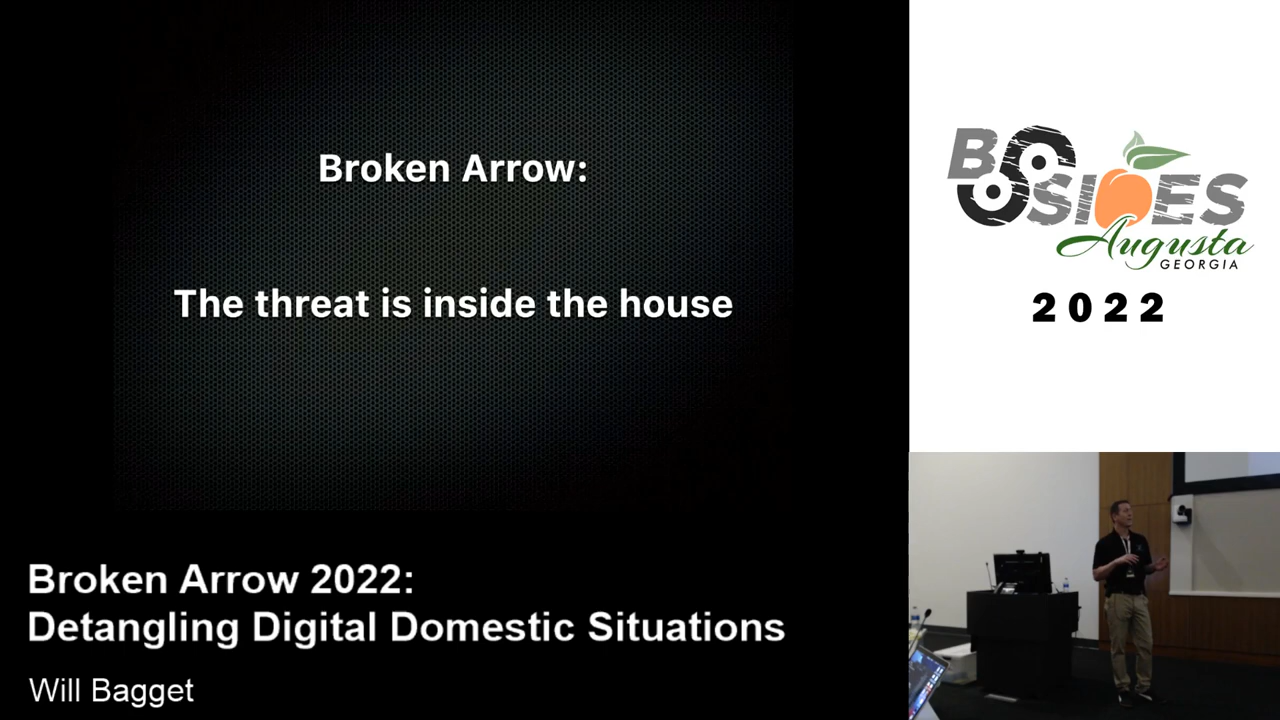 Broken Arrow:
The threat is inside the house
BSIDES
Augusta
GEORGIA
2022
Broken Arrow 2022:
Detangling Digital Domestic Situations
Will Bagget